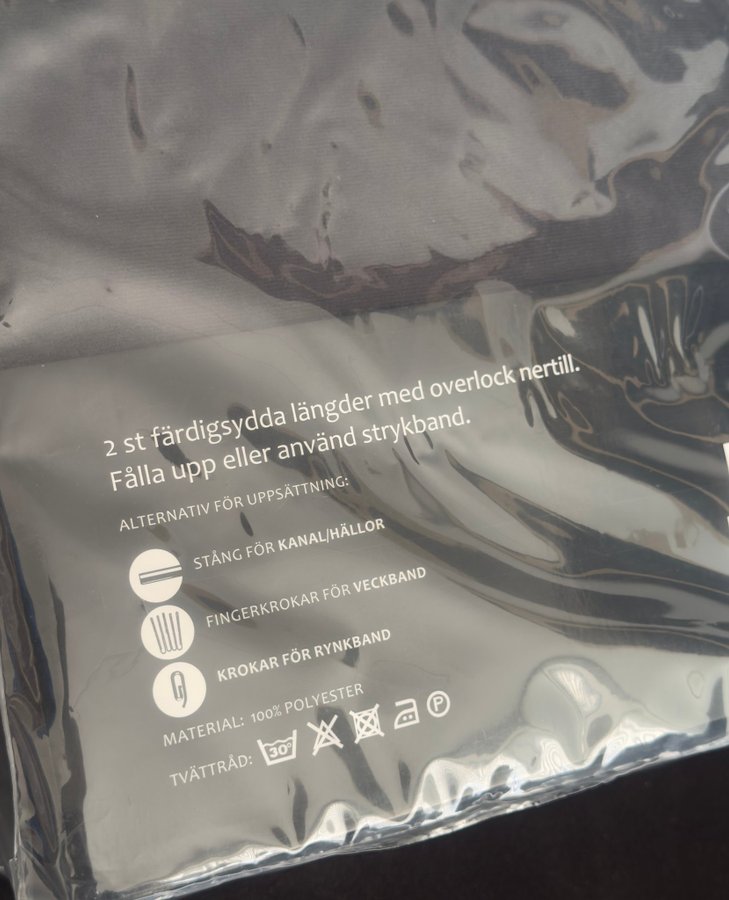 2 st färdigsydda längder med overlock nertill.
Fålla upp eller använd strykband.
ALTERNATIV FÖR UPPSÄTTNING:
STÅNG FÖR KANAL/HÄLLOR
FINGERKROKAR FÖR VECKBAND
KROKAR FÖR RYNKBAND
MATERIAL: 100% POLYESTER
TVÄTTRÅD: 30° P